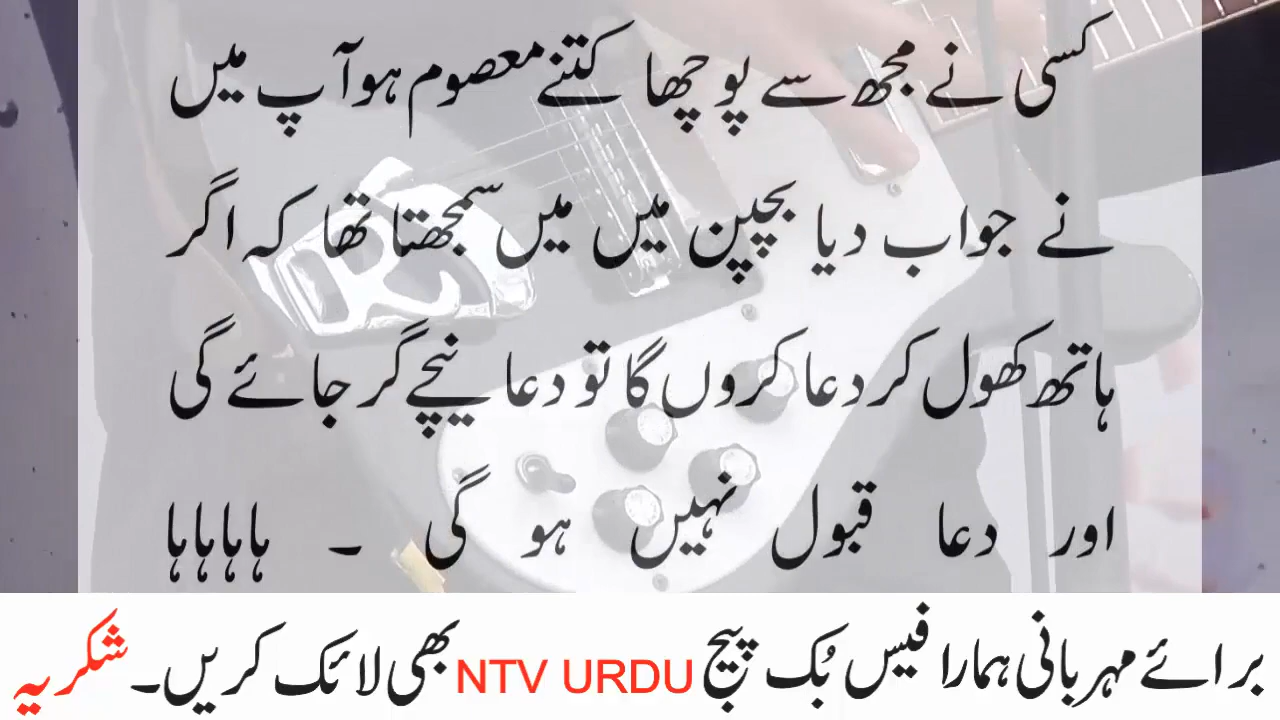 کسی نے مجھ سے پوچھا کتنے معصوم ہو آپ میں
نے جواب دیا بچپن میں میں سمجھتا تھا کہ اگر
ہاتھ کھول کر دعا کروں گا تو دعا نیچے گر جائے گی
اور دعا قبول نہیں ہو گی ۔ ہاہاہاہا
برائے مہربانی ہمارا فیس بُک پیج NTV URDU بھی لائک کریں۔ شکریہ